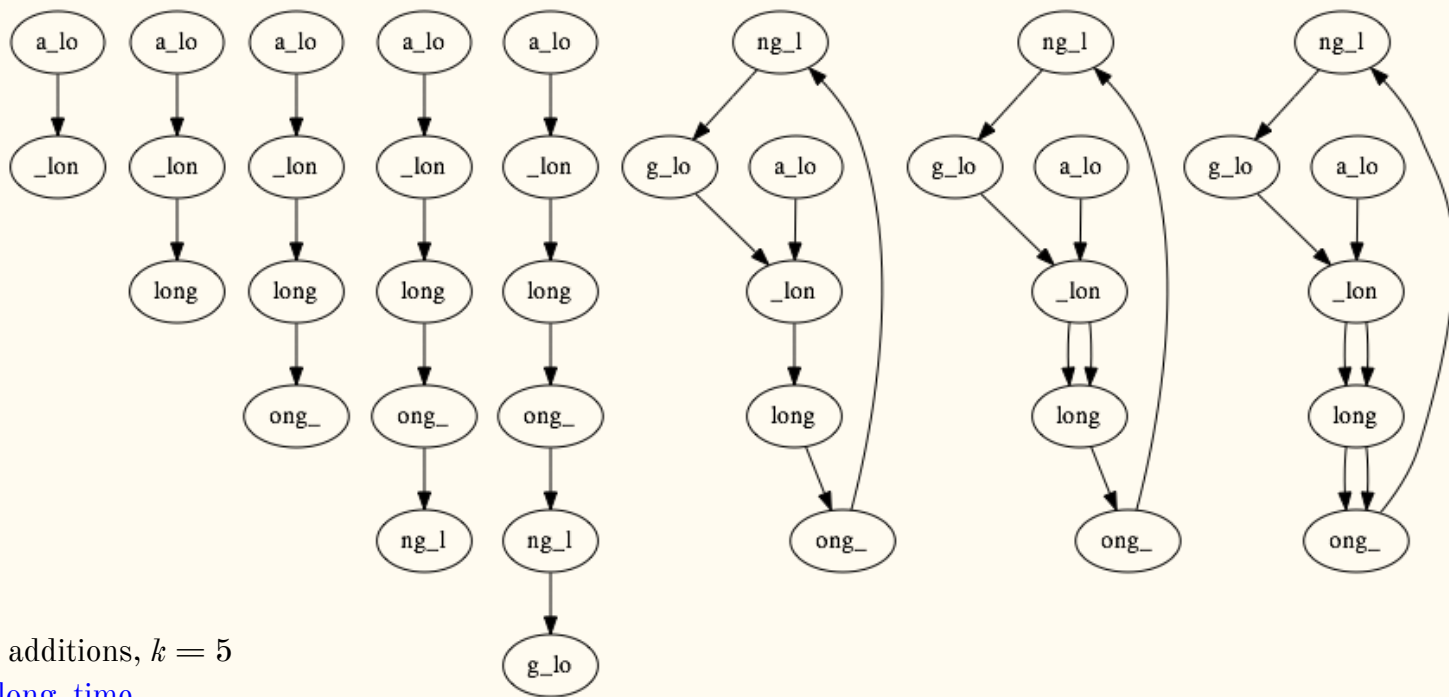 a_lo a_lo a_lo a_lo a_lo ng_l ng_l ng_l
_lon _lon _lon _lon _lon g_lo a_lo g_lo a_lo g_lo a_lo
long long long long _lon _lon _lon
ong_ ong_ ong_ long long long
ng_l ng_l ong_ ong_ ong_
additions, k = 5
g_lo
long_time